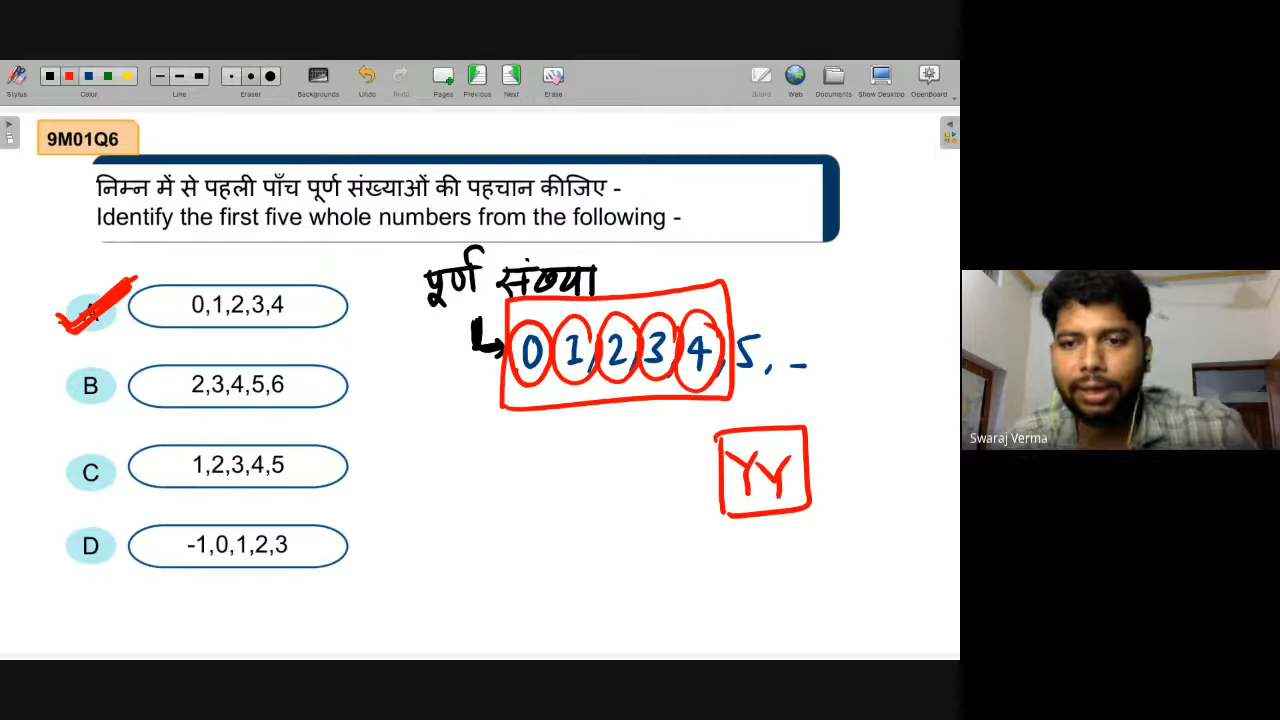 Stylus Color Line Eraser Backgrounds Undo Redo Pages Previous Next Erase Board Web Documents Show Desktop OpenBoard
9M01Q6
निम्न में से पहली पाँच पूर्ण संख्याओं की पहचान कीजिए -
Identify the first five whole numbers from the following -
पूर्ण संख्या
A 0,1,2,3,4
0, 1, 2, 3, 4, 5, -
B 2,3,4,5,6
Swaraj Verma
C 1,2,3,4,5
YY
D -1,0,1,2,3